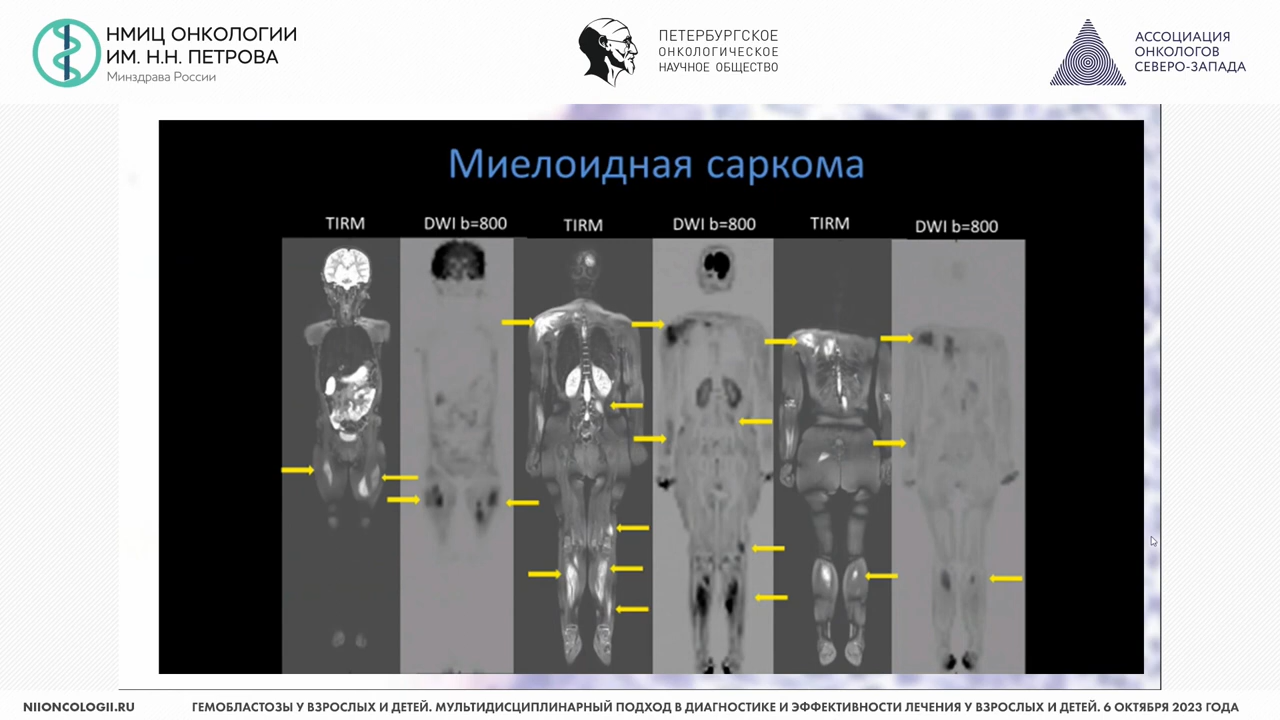 НМИЦ ОНКОЛОГИИ
ИМ. Н.Н. ПЕТРОВА
Минздрава России
ПЕТЕРБУРГСКОЕ
ОНКОЛОГИЧЕСКОЕ
НАУЧНОЕ ОБЩЕСТВО
АССОЦИАЦИЯ
ОНКОЛОГОВ
СЕВЕРО-ЗАПАДА
Миелоидная саркома
TIRM DWI b=800 TIRM DWI b=800 TIRM DWI b=800
NIIONCOLOGII.RU ГЕМОБЛАСТОЗЫ У ВЗРОСЛЫХ И ДЕТЕЙ. МУЛЬТИДИСЦИПЛИНАРНЫЙ ПОДХОД В ДИАГНОСТИКЕ И ЭФФЕКТИВНОСТИ ЛЕЧЕНИЯ У ВЗРОСЛЫХ И ДЕТЕЙ. 6 ОКТЯБРЯ 2023 ГОДА